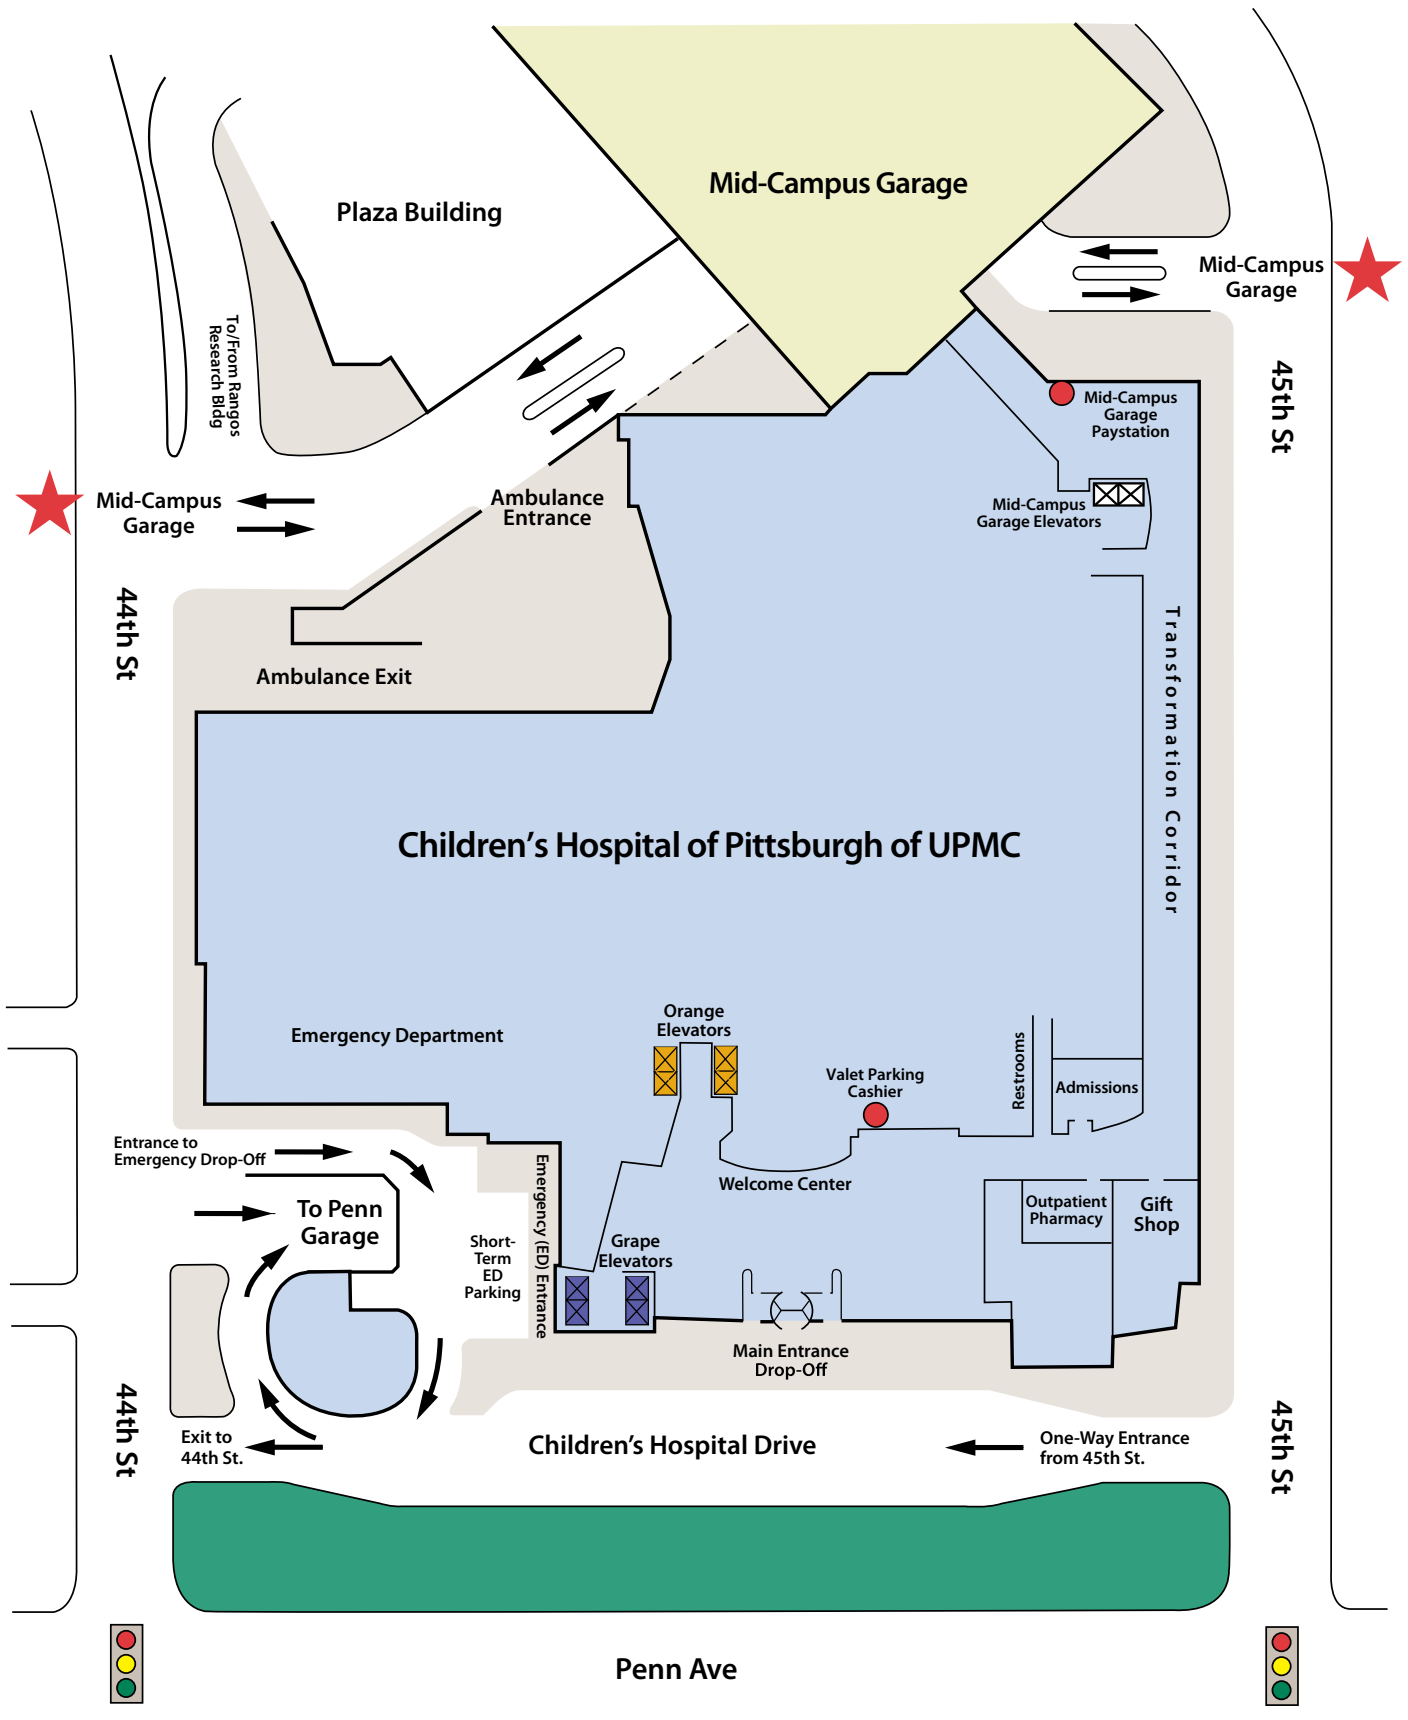 Mid-Campus Garage
Plaza Building
Mid-Campus
Garage
To/From Rangos
Research Bldg
45th St
Mid-Campus
Garage
Paystation
Mid-Campus
Garage
Ambulance
Entrance
Mid-Campus
Garage Elevators
44th St
Transformation Corridor
Ambulance Exit
Children's Hospital of Pittsburgh of UPMC
Orange
Elevators
Emergency Department
Restrooms
Valet Parking
Cashier
Admissions
Entrance to
Emergency Drop-Off
Emergency (ED) Entrance
Welcome Center
To Penn
Garage
Outpatient
Pharmacy
Gift
Shop
Short-
Term
ED
Parking
Grape
Elevators
Main Entrance
Drop-Off
44th St
45th St
Exit to
44th St.
Children's Hospital Drive
One-Way Entrance
from 45th St.
Penn Ave